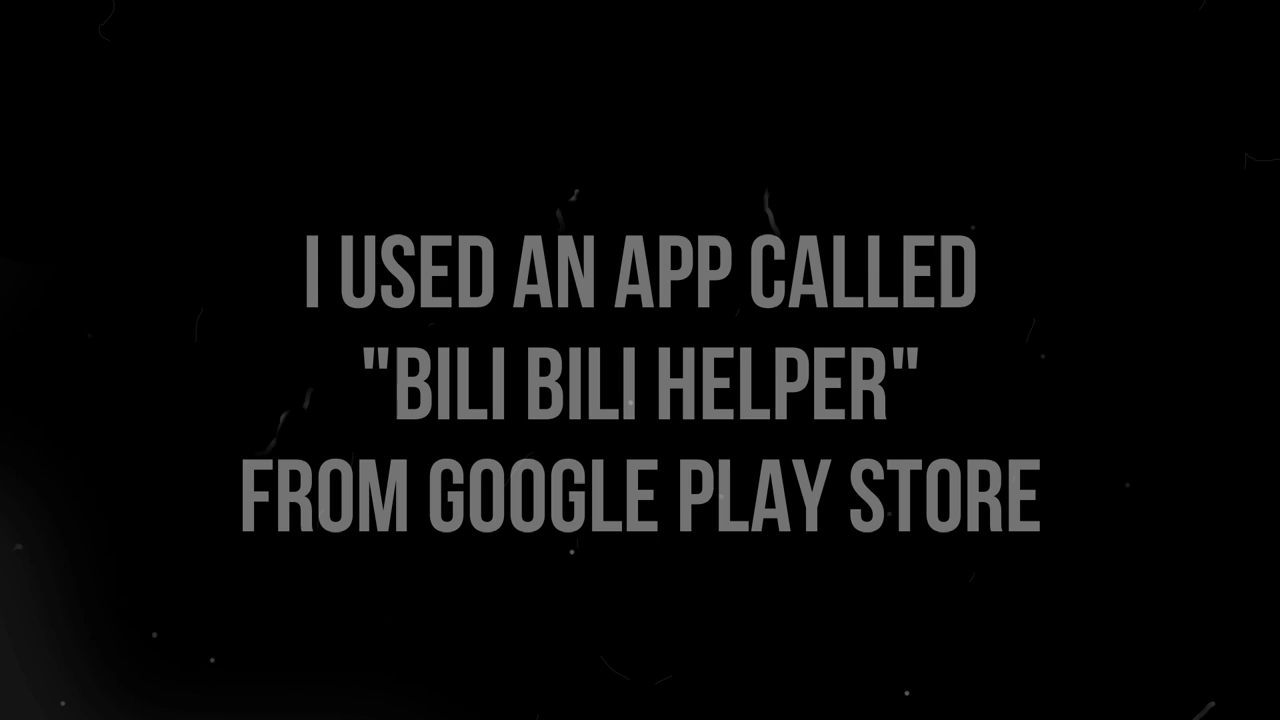 I USED AN APP CALLED
"BILI BILI HELPER"
FROM GOOGLE PLAY STORE